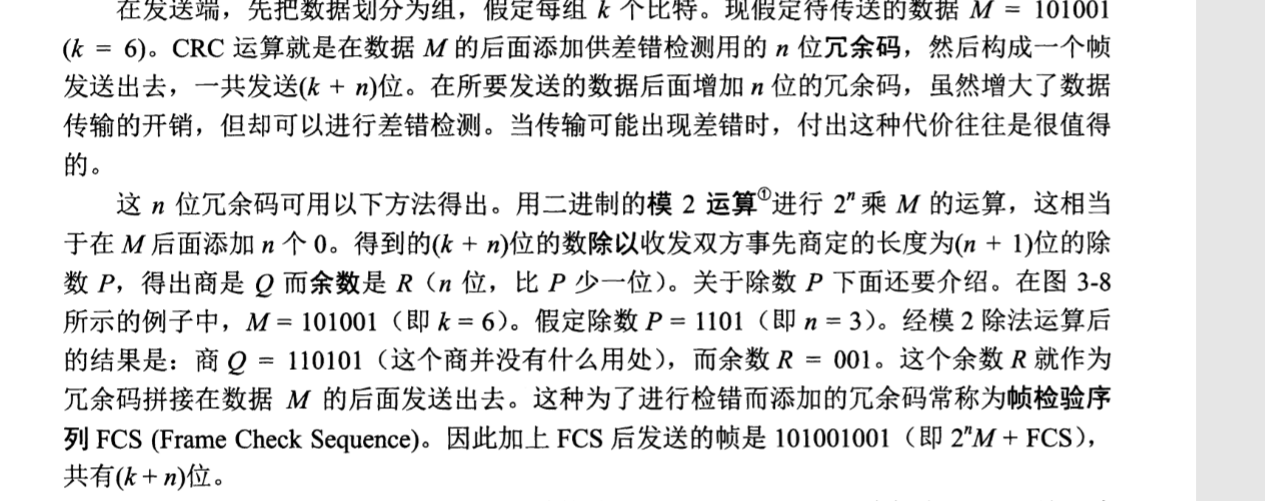 在发送端，先把数据划分为组，假定每组 k 个比特。现假定待传送的数据 M = 101001
(k = 6)。CRC 运算就是在数据 M 的后面添加供差错检测用的 n 位冗余码，然后构成一个帧
发送出去，一共发送(k + n)位。在所要发送的数据后面增加 n 位的冗余码，虽然增大了数据
传输的开销，但却可以进行差错检测。当传输可能出现差错时，付出这种代价往往是很值得
的。
这 n 位冗余码可用以下方法得出。用二进制的模 2 运算①进行 2ⁿ 乘 M 的运算，这相当
于在 M 后面添加 n 个 0。得到的(k + n)位的数除以收发双方事先商定的长度为(n + 1)位的除
数 P，得出商是 Q 而余数是 R（n 位，比 P 少一位）。关于除数 P 下面还要介绍。在图 3-8
所示的例子中，M = 101001（即 k = 6）。假定除数 P = 1101（即 n = 3）。经模 2 除法运算后
的结果是：商 Q = 110101（这个商并没有什么用处），而余数 R = 001。这个余数 R 就作为
冗余码拼接在数据 M 的后面发送出去。这种为了进行检错而添加的冗余码常称为帧检验序
列 FCS (Frame Check Sequence)。因此加上 FCS 后发送的帧是 101001001（即 2ⁿM + FCS），
共有(k + n)位。